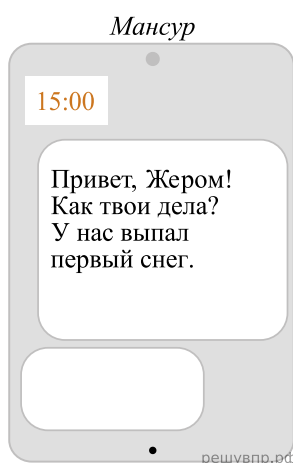 Мансур
15:00
Привет, Жером!
Как твои дела?
У нас выпал
первый снег.
решувпр.рф